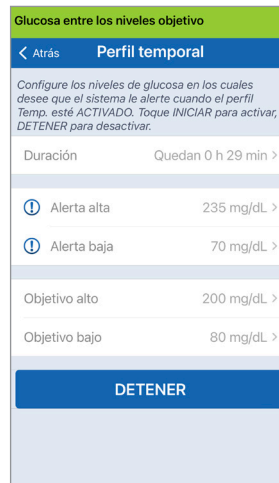 Glucosa entre los niveles objetivo
Atrás Perfil temporal
Configure los niveles de glucosa en los cuales
desee que el sistema le alerte cuando el perfil
Temp. esté ACTIVADO. Toque INICIAR para activar,
DETENER para desactivar.
Duración Quedan 0 h 29 min
Alerta alta 235 mg/dL
Alerta baja 70 mg/dL
Objetivo alto 200 mg/dL
Objetivo bajo 80 mg/dL
DETENER